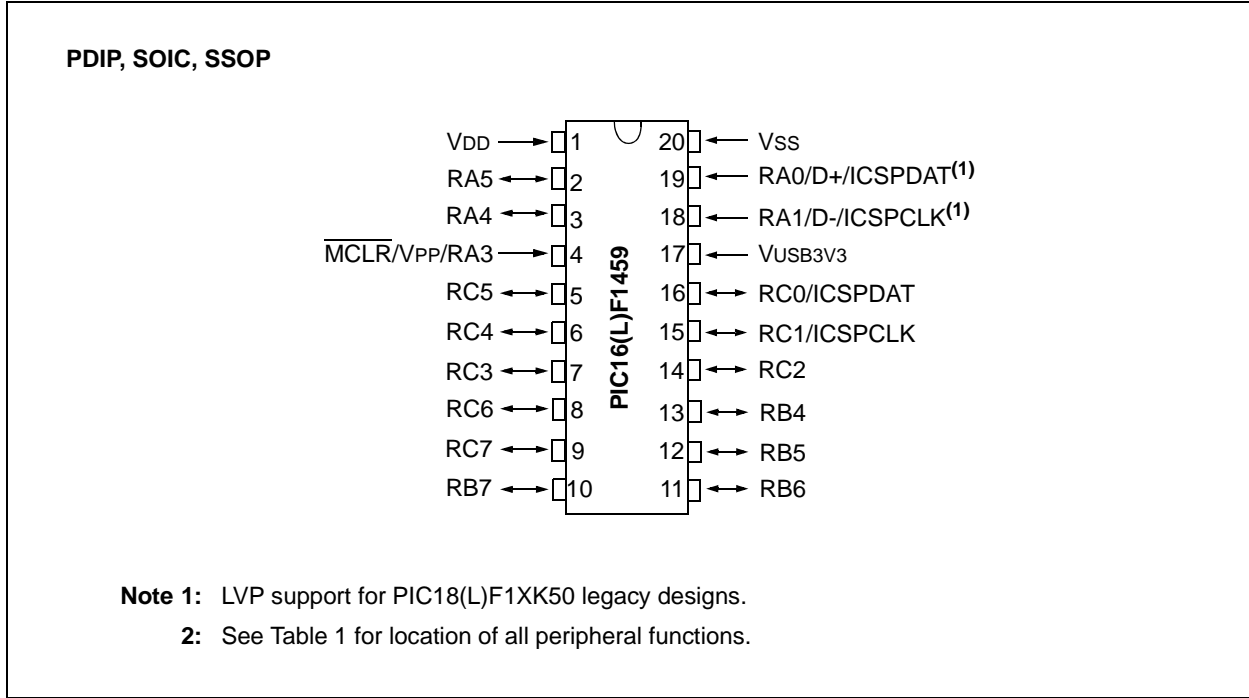 PDIP, SOIC, SSOP
VDD 1 20 VSS
RA5 2 19 RA0/D+/ICSPDAT(1)
RA4 3 18 RA1/D-/ICSPCLK(1)
MCLR/VPP/RA3 4 17 VUSB3V3
RC5 5 16 RC0/ICSPDAT
RC4 6 15 RC1/ICSPCLK
RC3 7 14 RC2
RC6 8 13 RB4
RC7 9 12 RB5
RB7 10 11 RB6
PIC16(L)F1459
Note 1: LVP support for PIC18(L)F1XK50 legacy designs.
2: See Table 1 for location of all peripheral functions.